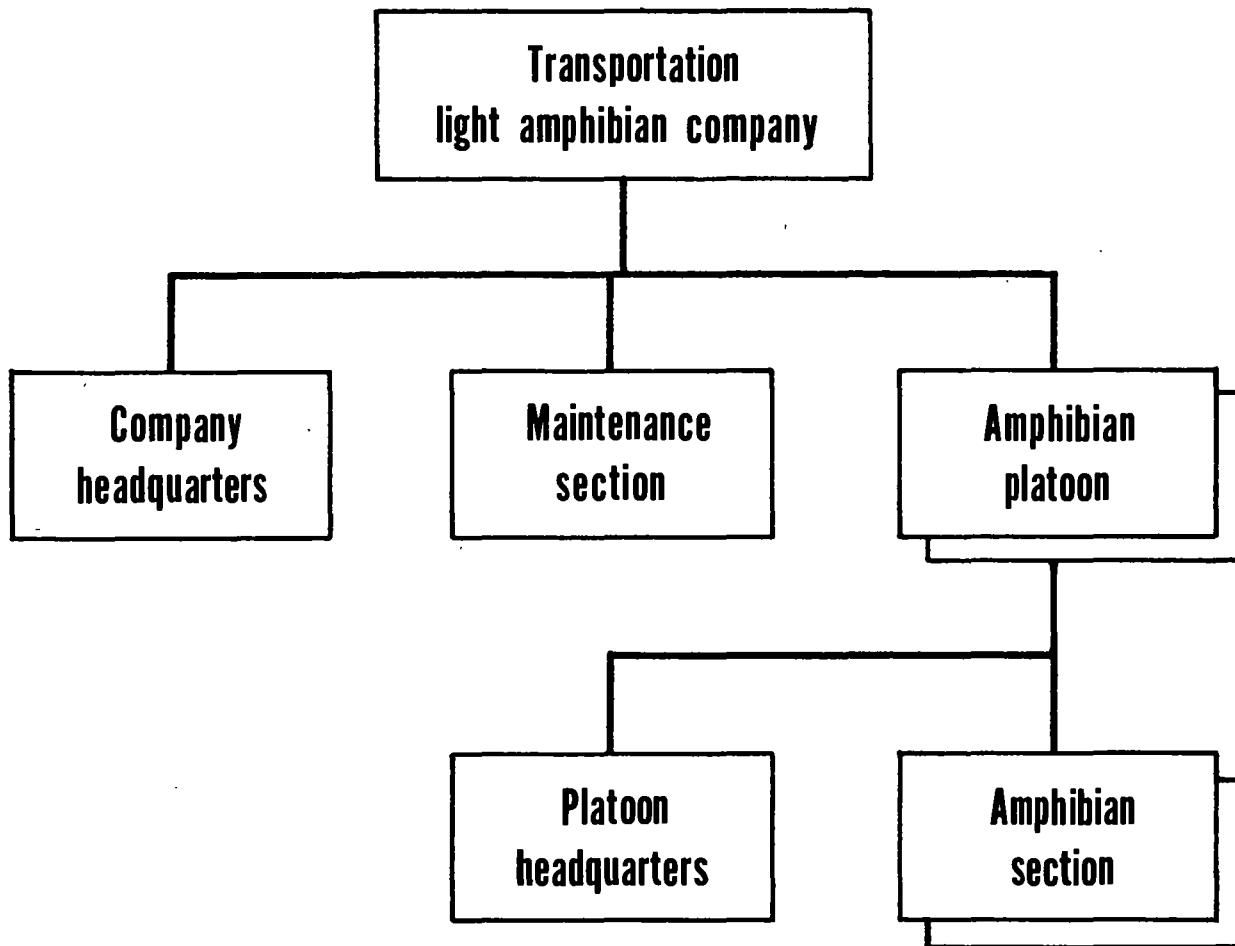 Transportation
light amphibian company
Company
headquarters
Maintenance
section
Amphibian
platoon
Platoon
headquarters
Amphibian
section